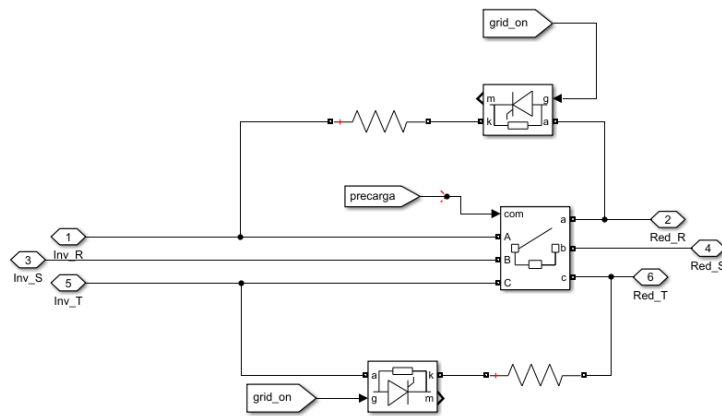 grid_on
m
g
k
a
precarga
com
a
1
A
2
Inv_R
Red_R
3
B
b
4
Inv_S
Red_S
5
C
c
6
Inv_T
Red_T
a
k
grid_on
g
m